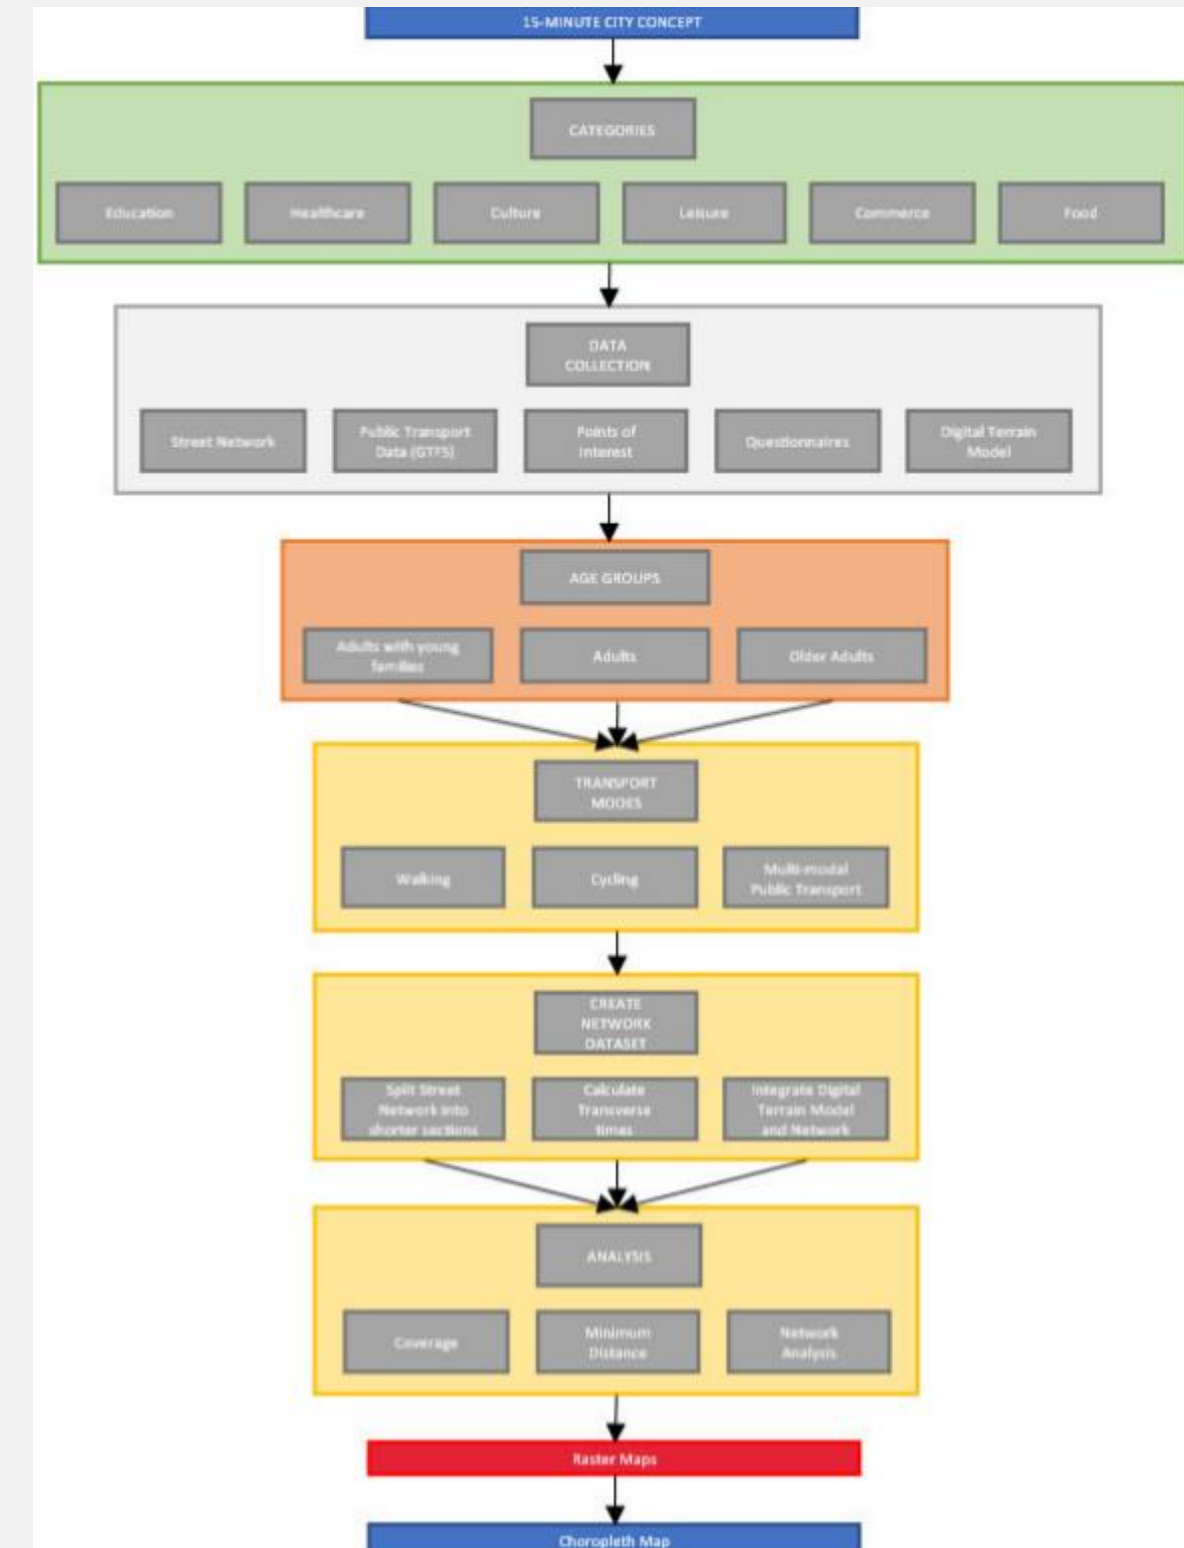 15-MINUTE CITY CONCEPT
CATEGORIES
Education
Healthcare
Culture
Leisure
Commerce
Food
DATA
COLLECTION
Street Network
Public Transport
Data (GTFS)
Points of
Interest
Questionnaires
Digital Terrain
Model
AGE GROUPS
Adults with young
families
Adults
Older Adults
TRANSPORT
MODES
Walking
Cycling
Multi-modal
Public Transport
CREATE
NETWORK
DATASET
Split Street
Network into
shorter sections
Calculate
Transverse
times
Integrate Digital
Terrain Model
and Network
ANALYSIS
Coverage
Minimum
Distance
Network
Analysis
Raster Maps
Choropleth Map